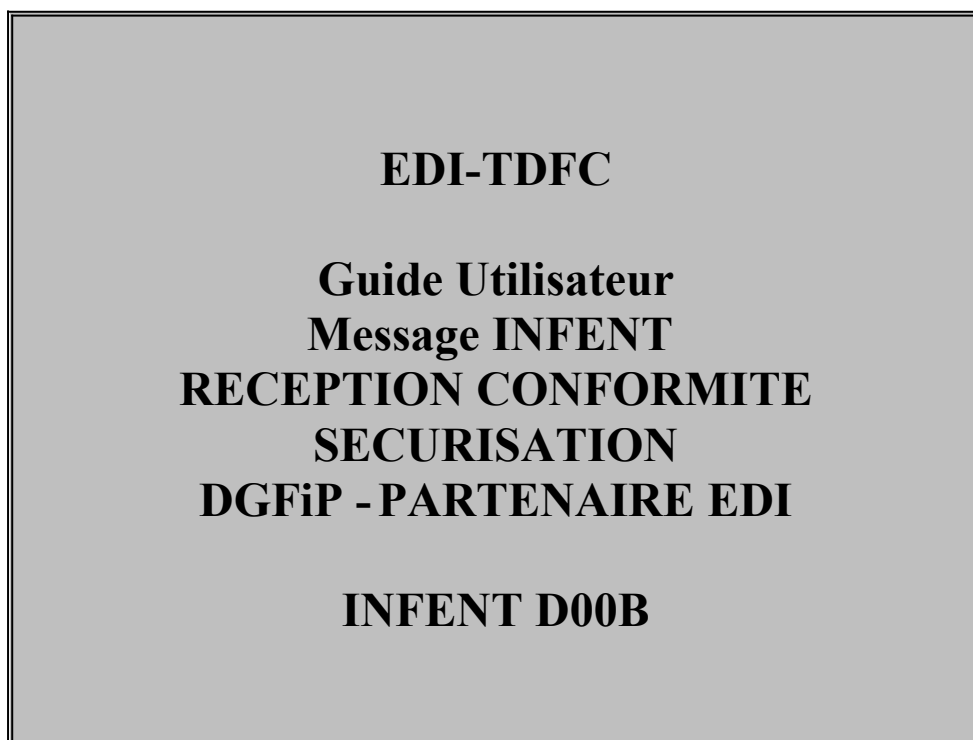 EDI-TDFC
Guide Utilisateur
Message INFENT
RECEPTION CONFORMITE
SECURISATION
DGFiP - PARTENAIRE EDI
INFENT D00B